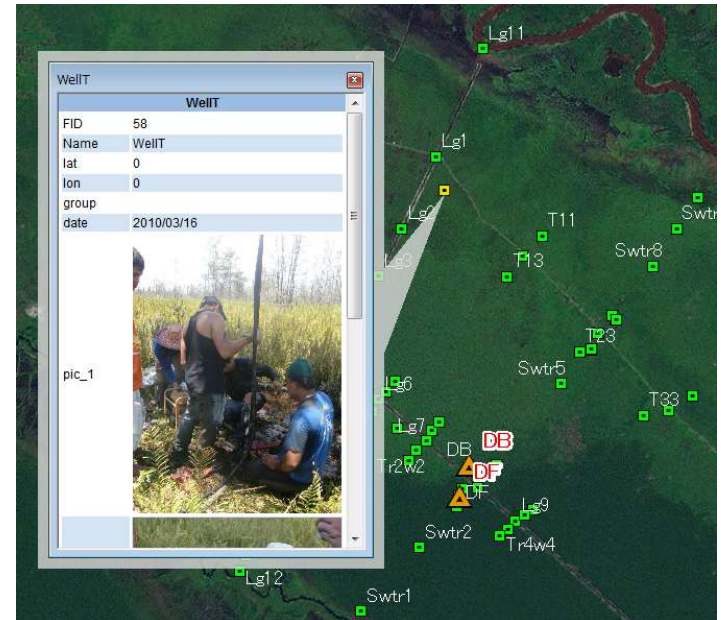 WellT
WellT
FID 58
Name WellT
lat 0
lon 0
group
date 2010/03/16
pic_1
Lg11
Lg1
Lg2
Lg3
T11
T13
Swtr
Swtr8
T23
Swtr5
T33
Lg6
Lg7
DB
DB
Tr2w2
DF
DF
Lg9
Swtr2
Tr4w4
Lg12
Swtr1